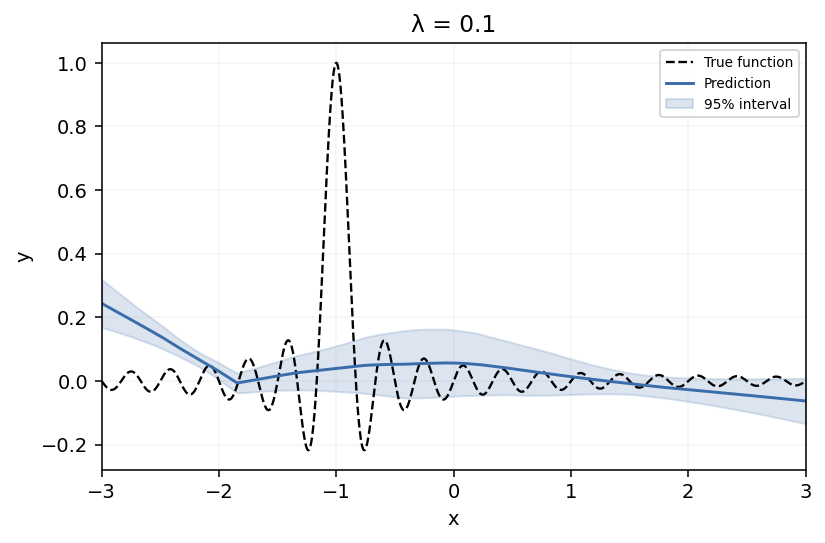 λ = 0.1
True function
Prediction
95% interval
1.0
0.8
0.6
0.4
0.2
0.0
−0.2
y
−3
−2
−1
0
1
2
3
x